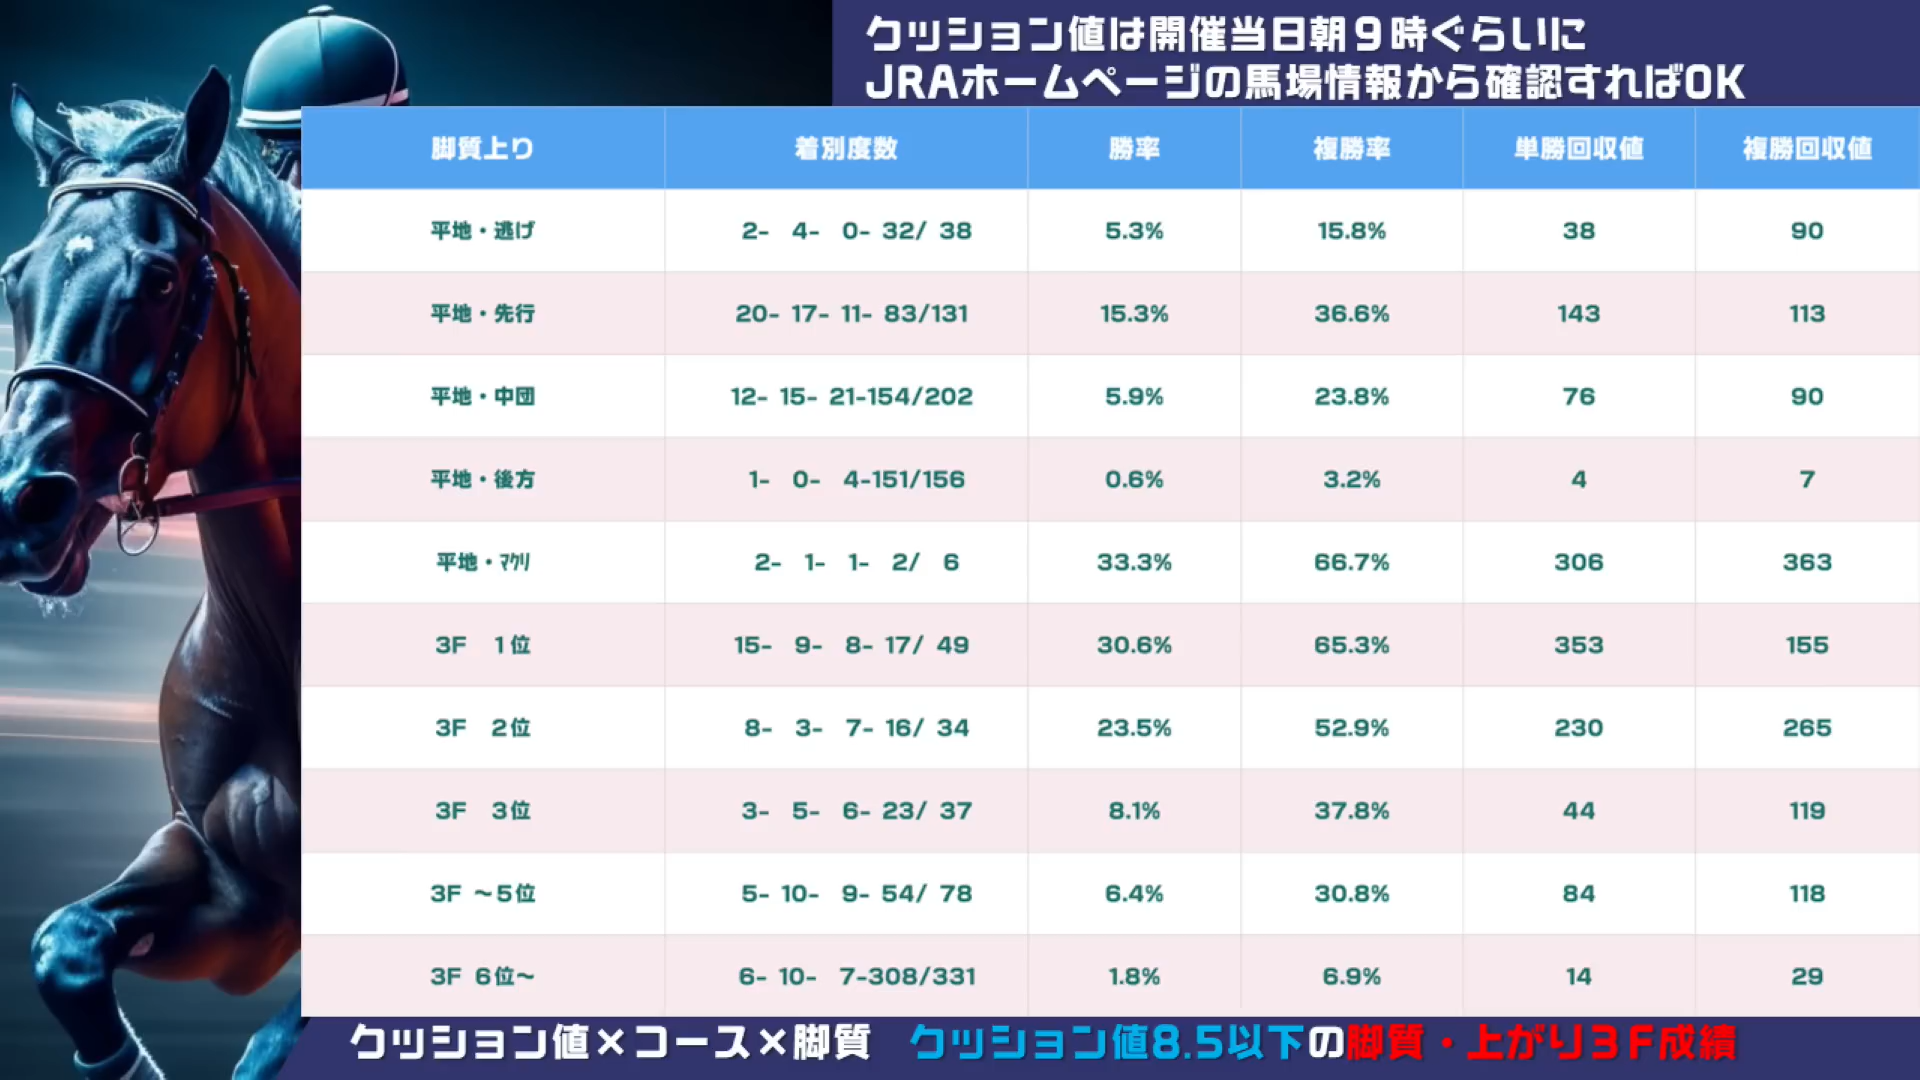 クッション値は開催当日朝９時ぐらいに
JRAホームページの馬場情報から確認すればOK
脚質上り 着別度数 勝率 複勝率 単勝回収値 複勝回収値
平地・逃げ 2- 4- 0- 32/ 38 5.3% 15.8% 38 90
平地・先行 20- 17- 11- 83/131 15.3% 36.6% 143 113
平地・中団 12- 15- 21-154/202 5.9% 23.8% 76 90
平地・後方 1- 0- 4-151/156 0.6% 3.2% 4 7
平地・ﾏｸﾘ 2- 1- 1- 2/ 6 33.3% 66.7% 306 363
3F １位 15- 9- 8- 17/ 49 30.6% 65.3% 353 155
3F ２位 8- 3- 7- 16/ 34 23.5% 52.9% 230 265
3F ３位 3- 5- 6- 23/ 37 8.1% 37.8% 44 119
3F ～５位 5- 10- 9- 54/ 78 6.4% 30.8% 84 118
3F ６位～ 6- 10- 7-308/331 1.8% 6.9% 14 29
クッション値×コース×脚質 クッション値8.5以下の脚質・上がり３Ｆ成績